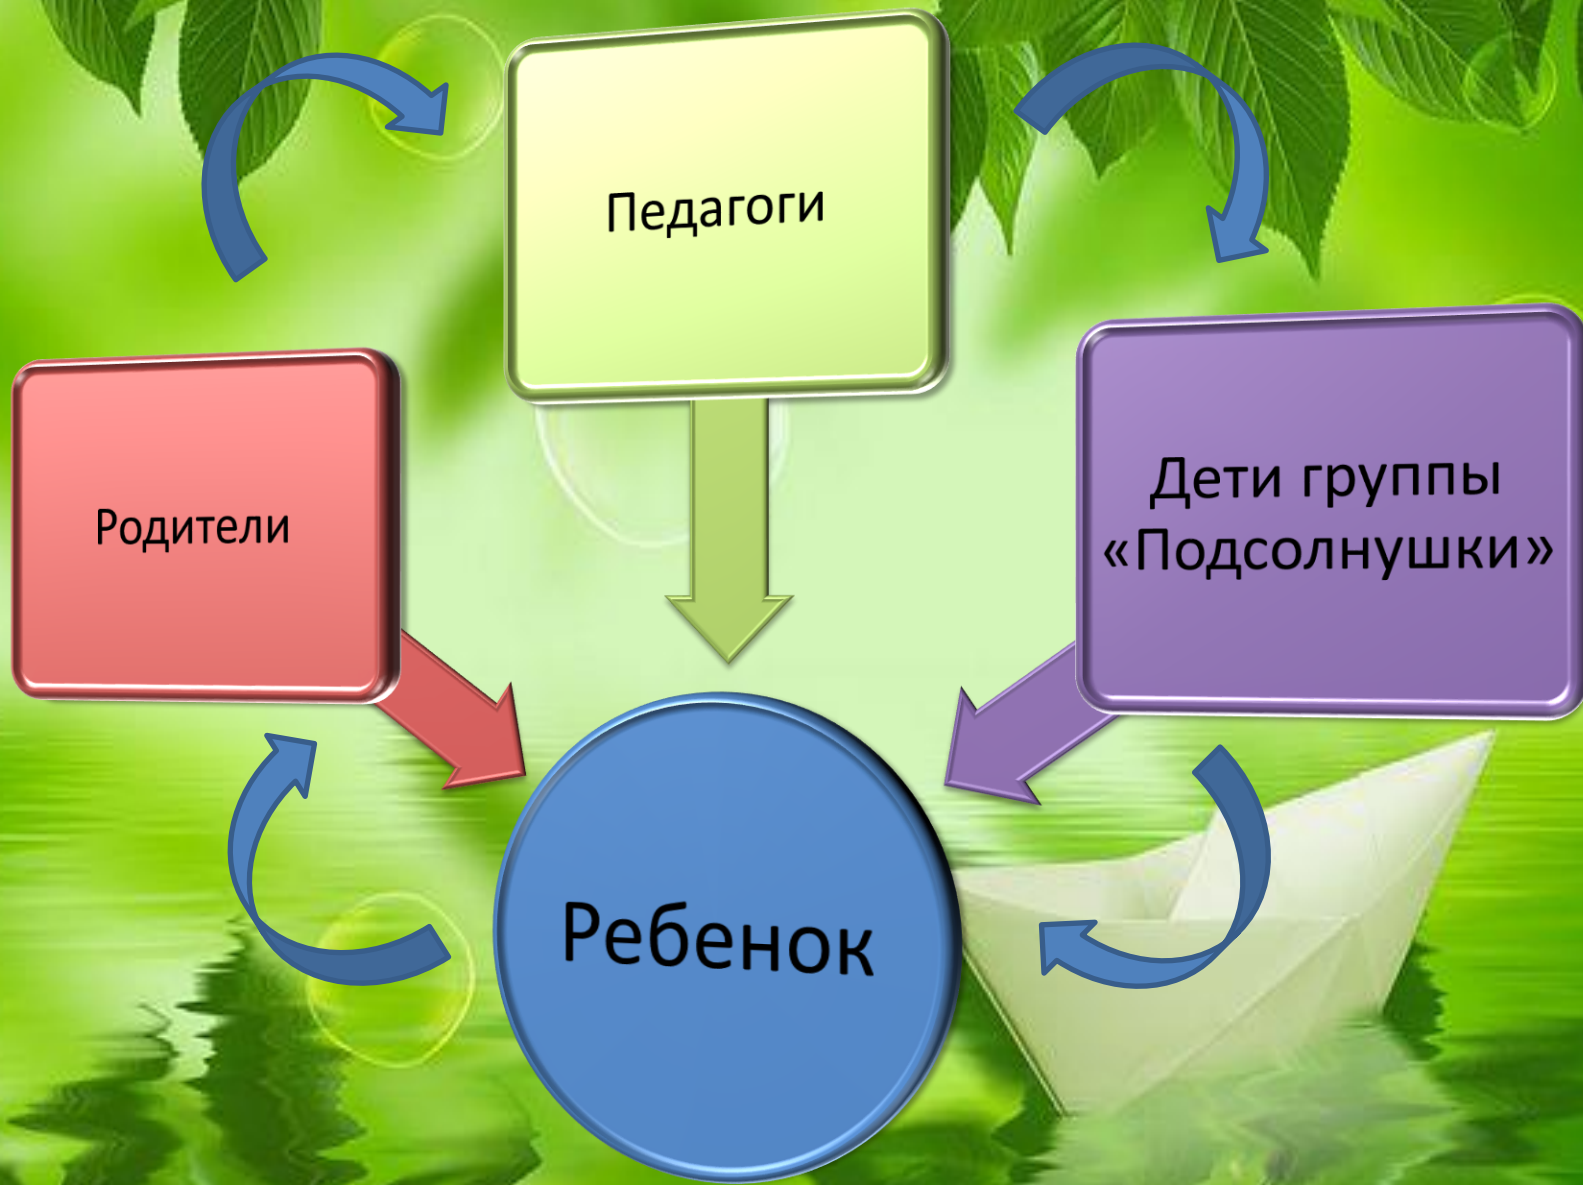 Педагоги
Родители
Дети группы
«Подсолнушки»
Ребенок